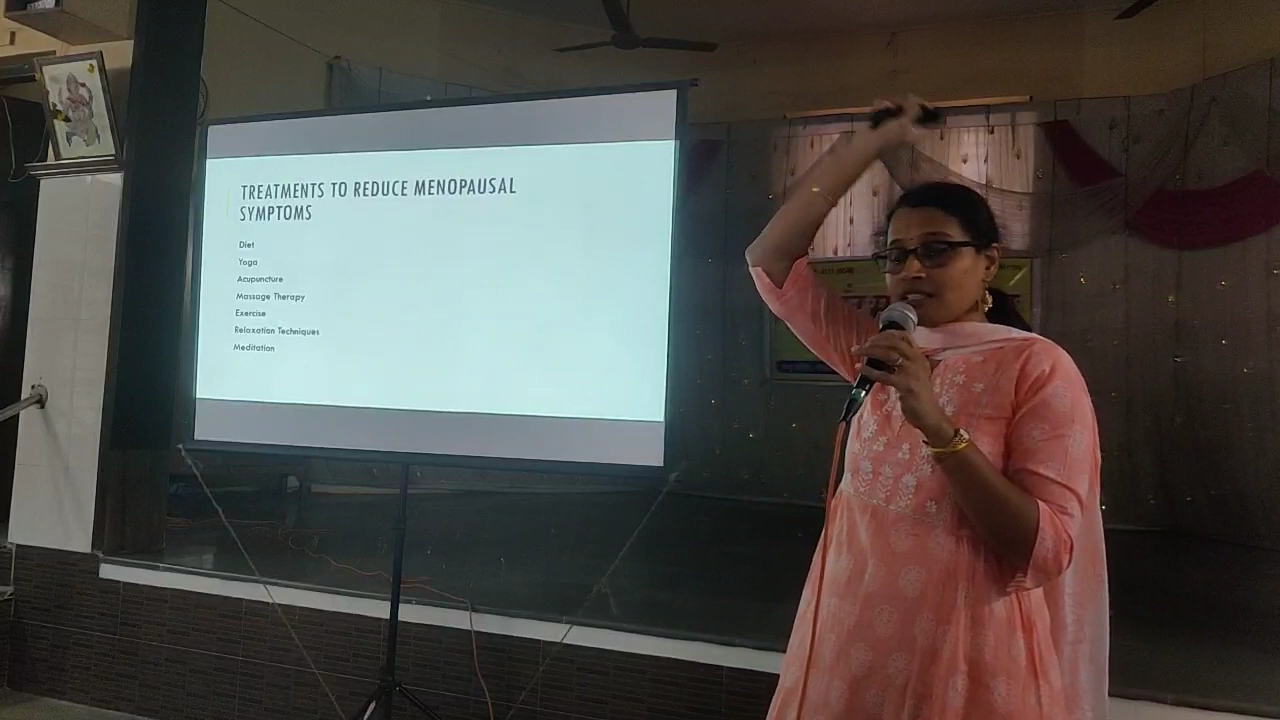 TREATMENTS TO REDUCE MENOPAUSAL
SYMPTOMS
Diet
Yoga
Acupuncture
Massage Therapy
Exercise
Relaxation Techniques
Meditation